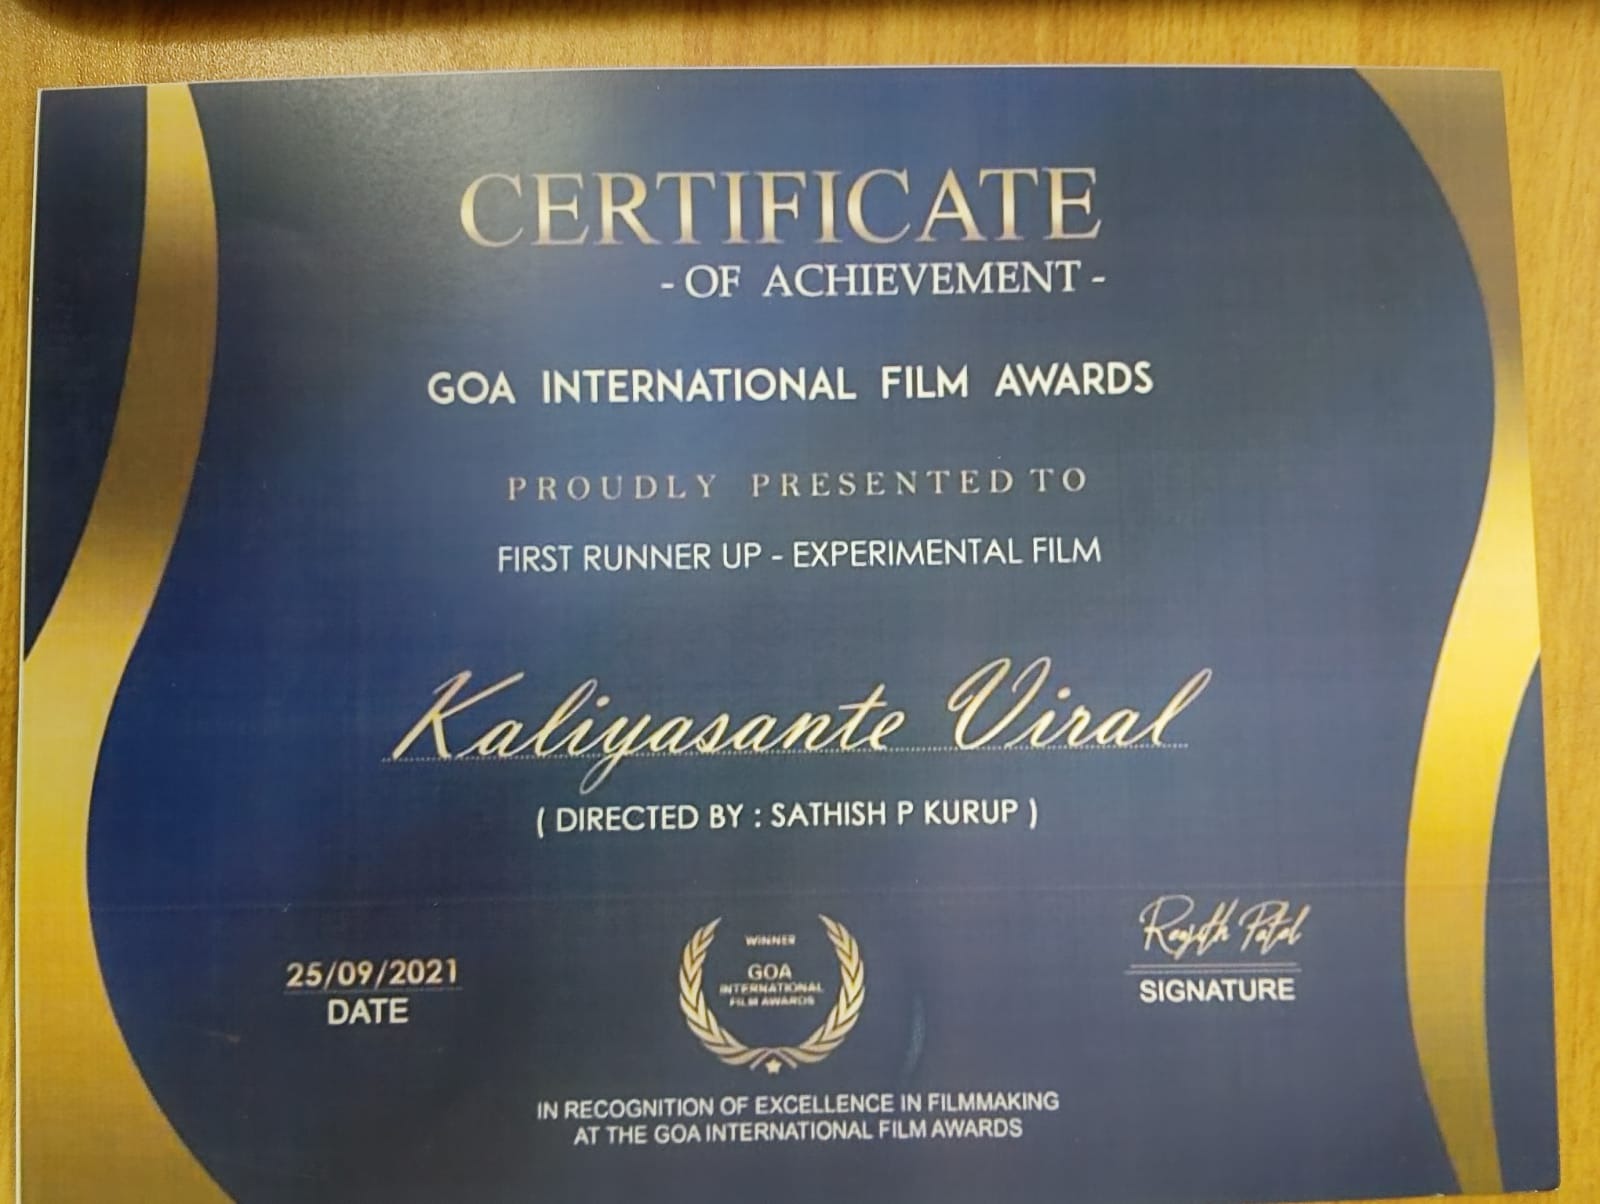 CERTIFICATE
- OF ACHIEVEMENT -
GOA INTERNATIONAL FILM AWARDS
PROUDLY PRESENTED TO
FIRST RUNNER UP - EXPERIMENTAL FILM
Kaliyasante Viral
( DIRECTED BY : SATHISH P KURUP )
25/09/2021
DATE
WINNER
GOA
INTERNATIONAL
FILM AWARDS
Patel
SIGNATURE
IN RECOGNITION OF EXCELLENCE IN FILMMAKING
AT THE GOA INTERNATIONAL FILM AWARDS